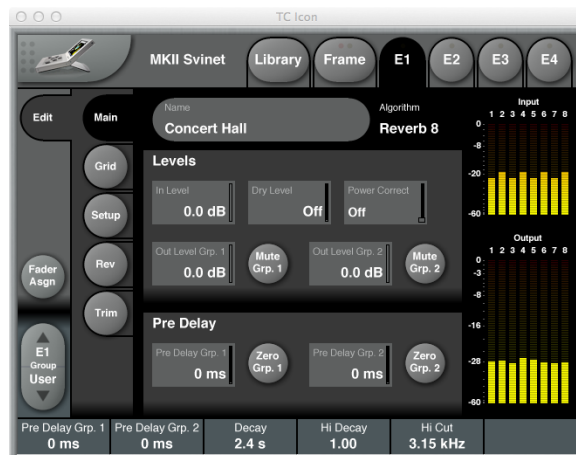 TC Icon
MKII Svinet
Library
Frame
E1
E2
E3
E4
Edit
Main
Name
Concert Hall
Algorithm
Reverb 8
Input
1 2 3 4 5 6 7 8
0
-8
-20
-60
Grid
Setup
Rev
Trim
Fader
Asgn
Levels
In Level
0.0 dB
Dry Level
Off
Power Correct
Off
Out Level Grp. 1
0.0 dB
Mute
Grp. 1
Out Level Grp. 2
0.0 dB
Mute
Grp. 2
Output
1 2 3 4 5 6 7 8
0
-3
-8
-16
-28
-60
Pre Delay
Pre Delay Grp. 1
0 ms
Zero
Grp. 1
Pre Delay Grp. 2
0 ms
Zero
Grp. 2
E1
Group
User
Pre Delay Grp. 1
0 ms
Pre Delay Grp. 2
0 ms
Decay
2.4 s
Hi Decay
1.00
Hi Cut
3.15 kHz